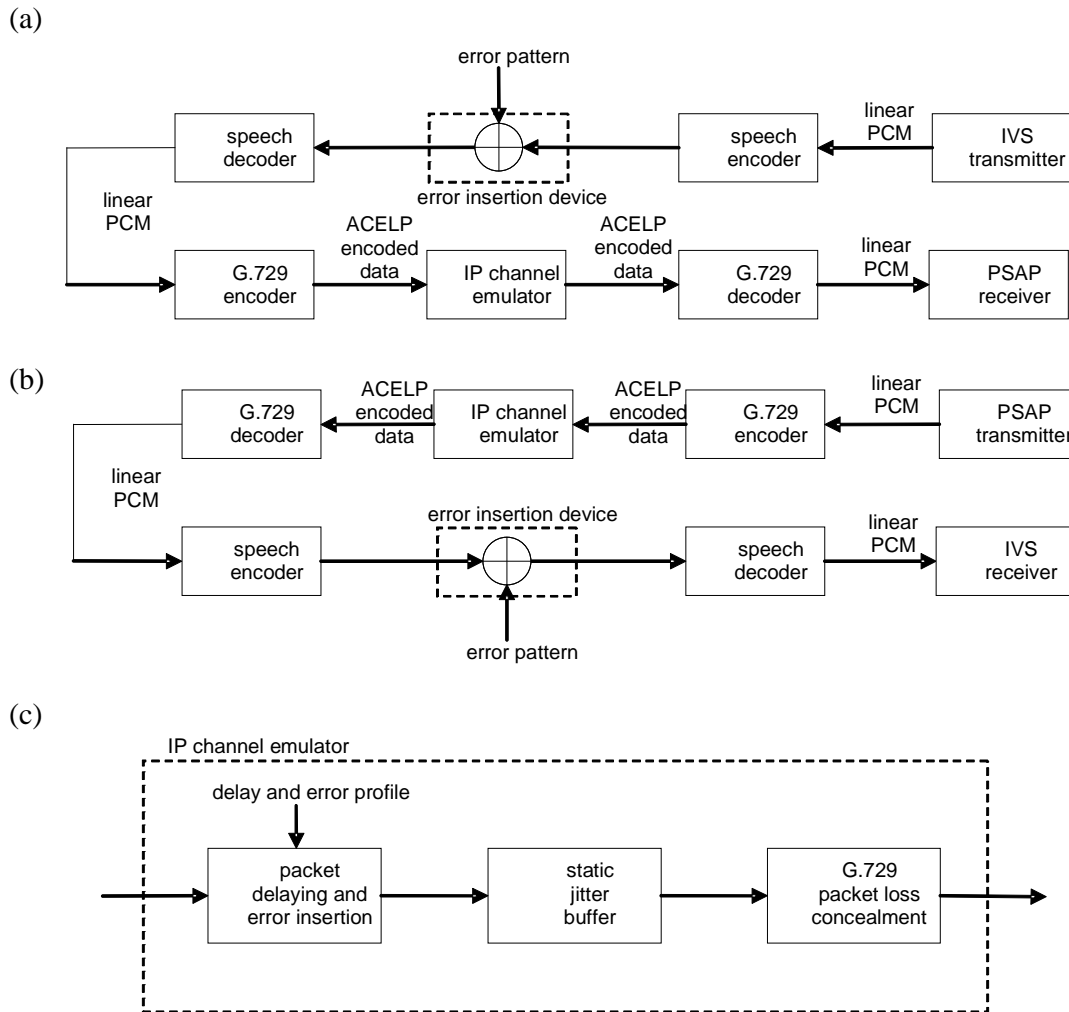 (a)
error pattern
speech
decoder
speech
encoder
linear
PCM
IVS
transmitter
error insertion device
linear
PCM
G.729
encoder
ACELP
encoded
data
IP channel
emulator
ACELP
encoded
data
G.729
decoder
linear
PCM
PSAP
receiver
(b)
G.729
decoder
ACELP
encoded
data
IP channel
emulator
ACELP
encoded
data
G.729
encoder
linear
PCM
PSAP
transmitter
linear
PCM
speech
encoder
error insertion device
speech
decoder
linear
PCM
IVS
receiver
error pattern
(c)
IP channel emulator
delay and error profile
packet
delaying and
error insertion
static
jitter
buffer
G.729
packet loss
concealment